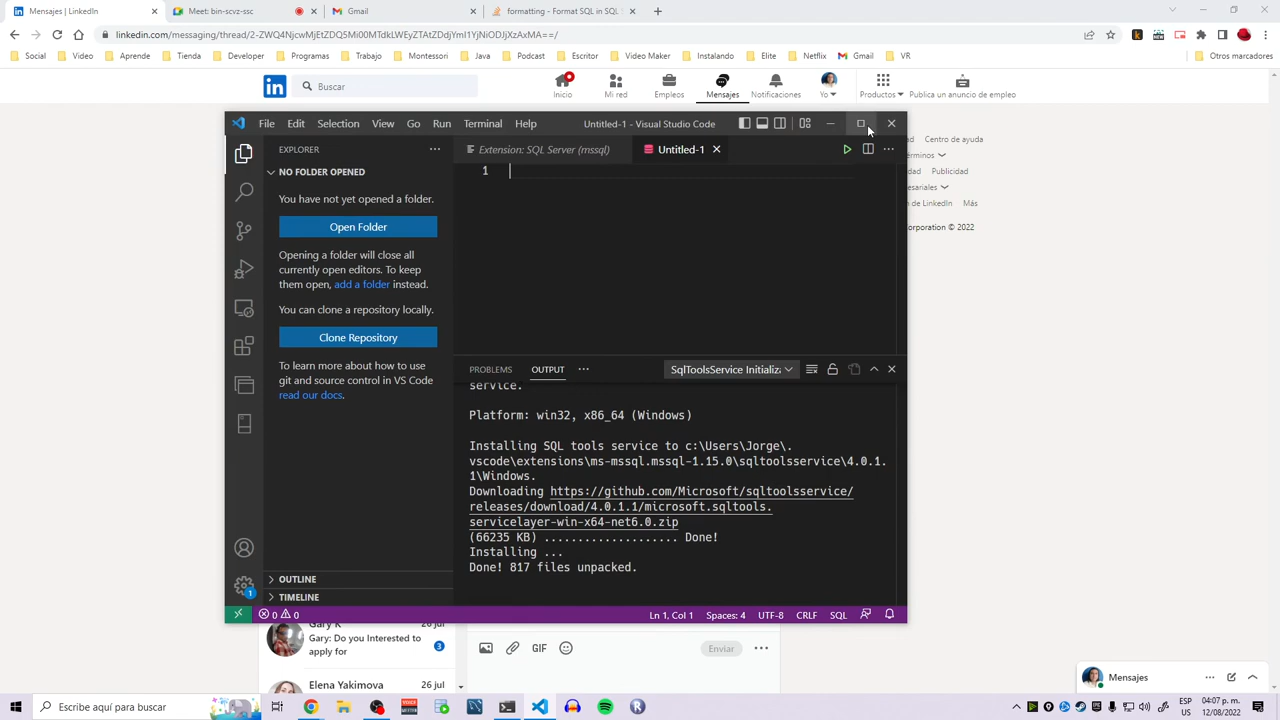 Mensajes | LinkedIn
Meet: bin-scvz-ssc
Gmail
formatting - Format SQL in SQL S
linkedin.com/messaging/thread/2-ZWQ4NjcwMjEtZDQ5Mi00MTdkLWEyZTAtZDdjYmI1YjNiODJjXzAxMA==/
Social
Video
Aprende
Tienda
Devsoper
Programas
Trabajo
Montessori
Java
Podcast
Escritor
Video Maker
Instalando
Elite
Netflix
Gmail
VR
Otros marcadores
Buscar
Inicio
Mi red
Empleos
Mensajes
Notificaciones
Yo
Productos
Publica un anuncio de empleo
File Edit Selection View Go Run Terminal Help
Untitled-1 - Visual Studio Code
Centro de ayuda
Publicidad
de LinkedIn
Más
orporation © 2022
EXPLORER
Extension: SQL Server (mssql)
Untitled-1
NO FOLDER OPENED
1
You have not yet opened a folder.
Open Folder
Opening a folder will close all
currently open editors. To keep
them open, add a folder instead.
You can clone a repository locally.
Clone Repository
To learn more about how to use
git and source control in VS Code
read our docs.
OUTLINE
TIMELINE
PROBLEMS
OUTPUT
SqlToolsService Initializa
service.
Platform: win32, x86_64 (Windows)
Installing SQL tools service to c:\Users\Jorge\.
vscode\extensions\ms-mssql.mssql-1.15.0\sqltoolsservice\4.0.1.
1\Windows.
Downloading https://github.com/Microsoft/sqltoolsservice/
releases/download/4.0.1.1/microsoft.sqltools.
servicelayer-win-x64-net6.0.zip
(66235 KB) .................... Done!
Installing ...
Done! 817 files unpacked.
1
0 0
Ln 1, Col 1
Spaces: 4
UTF-8
CRLF
SQL
Gary K
26 jul
Gary: Do you Interested to
apply for
3
Elena Yakimova
26 jul
GIF
Enviar
Mensajes
Escribe aquí para buscar
ESP
US
04:07 p. m.
12/08/2022